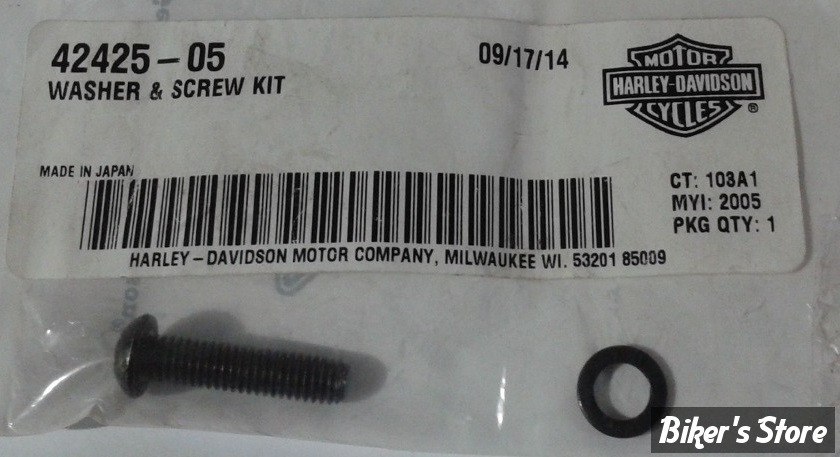 42425-05
09/17/14
WASHER & SCREW KIT
MOTOR
HARLEY-DAVIDSON
CYCLES
®
MADE IN JAPAN
CT: 103A1
MYI: 2005
PKG QTY: 1
HARLEY-DAVIDSON MOTOR COMPANY, MILWAUKEE WI. 53201 85009
Biker's Store